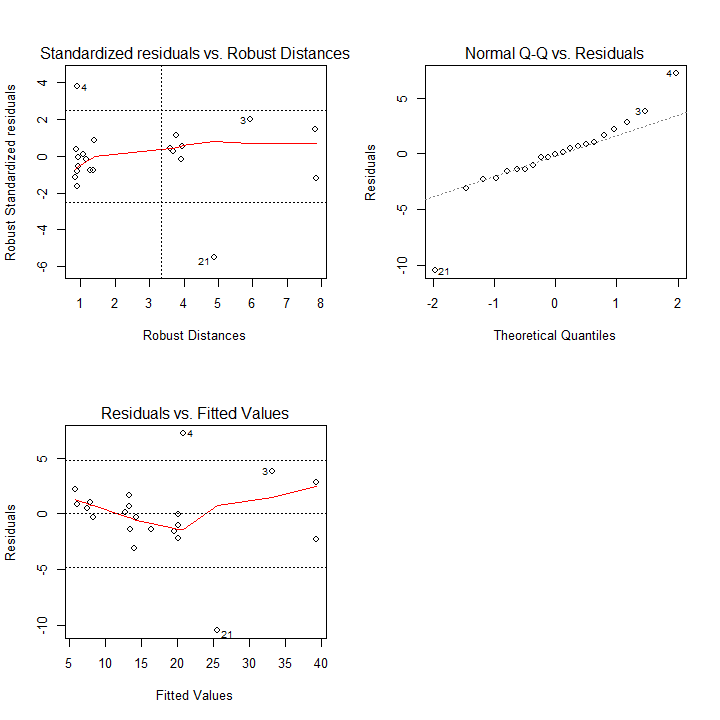 Standardized residuals vs. Robust Distances
Robust Standardized residuals
4
2
0
-2
-4
-6
4
3
21
1 2 3 4 5 6 7 8
Robust Distances
Normal Q-Q vs. Residuals
Residuals
5
0
-5
-10
4
3
21
-2 -1 0 1 2
Theoretical Quantiles
Residuals vs. Fitted Values
Residuals
5
0
-5
-10
4
3
21
5 10 15 20 25 30 35 40
Fitted Values